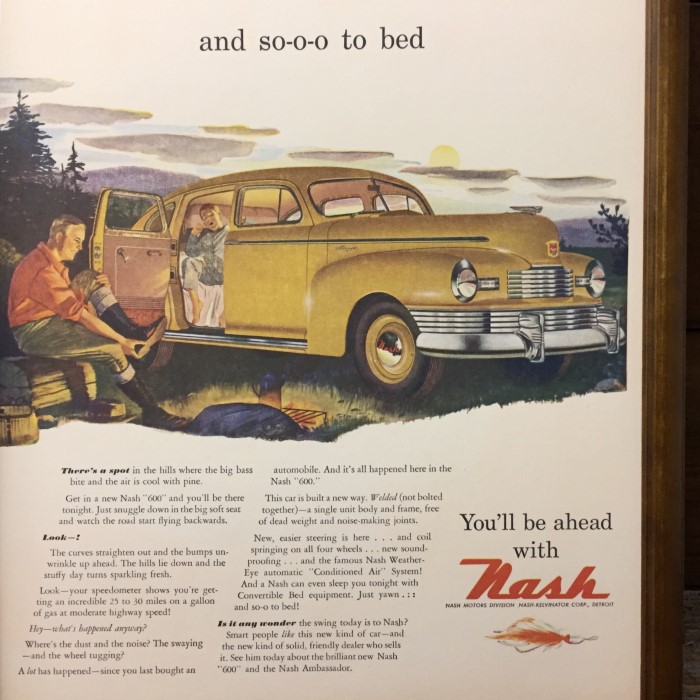 and so-o-o to bed
There's a spot in the hills where the big bass
bite and the air is cool with pine.
Get in a new Nash "600" and you'll be there
tonight. Just snuggle down in the big soft seat
and watch the road start flying backwards.
Look—!
The curves straighten out and the bumps un-
wrinkle up ahead. The hills lie down and the
stuffy day turns sparkling fresh.
Look—your speedometer shows you're get-
ting an incredible 25 to 30 miles on a gallon
of gas at moderate highway speed!
Hey—what's happened anyway?
Where's the dust and the noise? The swaying
—and the wheel tugging?
A lot has happened—since you last bought an
automobile. And it's all happened here in the
Nash "600."
This car is built a new way. Welded (not bolted
together)—a single unit body and frame, free
of dead weight and noise-making joints.
New, easier steering is here . . . and coil
springing on all four wheels . . . new sound-
proofing . . . and the famous Nash Weather-
Eye automatic "Conditioned Air" System!
And a Nash can even sleep you tonight with
Convertible Bed equipment. Just yawn . . :
and so-o to bed!
Is it any wonder the swing today is to Nash?
Smart people like this new kind of car—and
the new kind of solid, friendly dealer who sells
it. See him today about the brilliant new Nash
"600" and the Nash Ambassador.
You'll be ahead
with
Nash
NASH MOTORS DIVISION NASH-KELVINATOR CORP., DETROIT